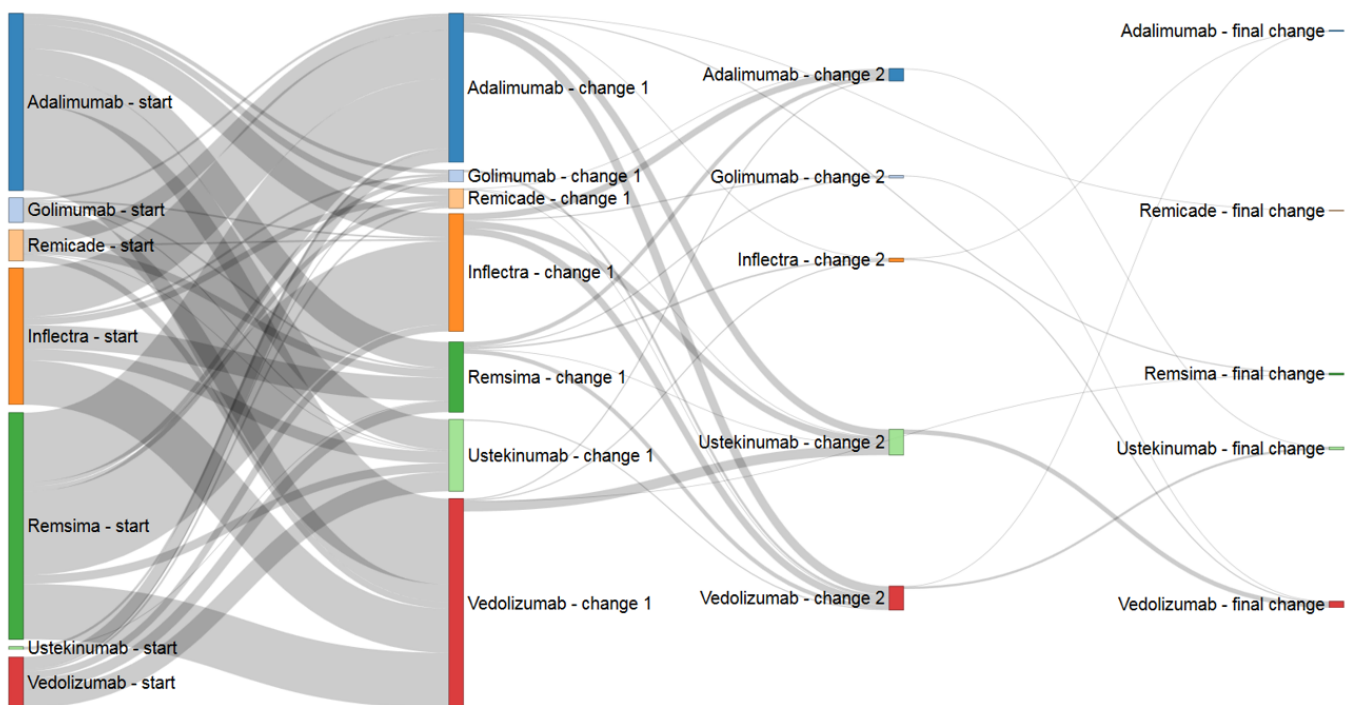 Adalimumab - start
Golimumab - start
Remicade - start
Inflectra - start
Remsima - start
Ustekinumab - start
Vedolizumab - start
Adalimumab - change 1
Golimumab - change 1
Remicade - change 1
Inflectra - change 1
Remsima - change 1
Ustekinumab - change 1
Vedolizumab - change 1
Adalimumab - change 2
Golimumab - change 2
Inflectra - change 2
Ustekinumab - change 2
Vedolizumab - change 2
Adalimumab - final change
Remicade - final change
Remsima - final change
Ustekinumab - final change
Vedolizumab - final change